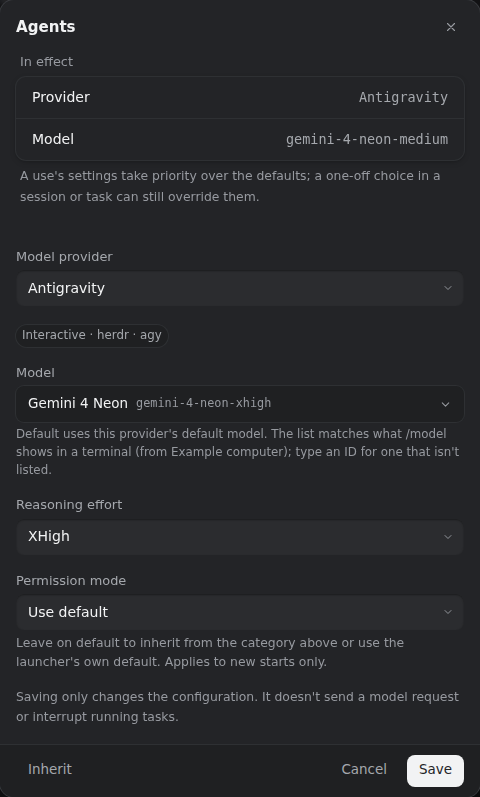 Agents
In effect
Provider Antigravity
Model gemini-4-neon-medium
A use's settings take priority over the defaults; a one-off choice in a
session or task can still override them.
Model provider
Antigravity
Interactive · herdr · agy
Model
Gemini 4 Neon gemini-4-neon-xhigh
Default uses this provider's default model. The list matches what /model
shows in a terminal (from Example computer); type an ID for one that isn't
listed.
Reasoning effort
XHigh
Permission mode
Use default
Leave on default to inherit from the category above or use the
launcher's own default. Applies to new starts only.
Saving only changes the configuration. It doesn't send a model request
or interrupt running tasks.
Inherit Cancel Save